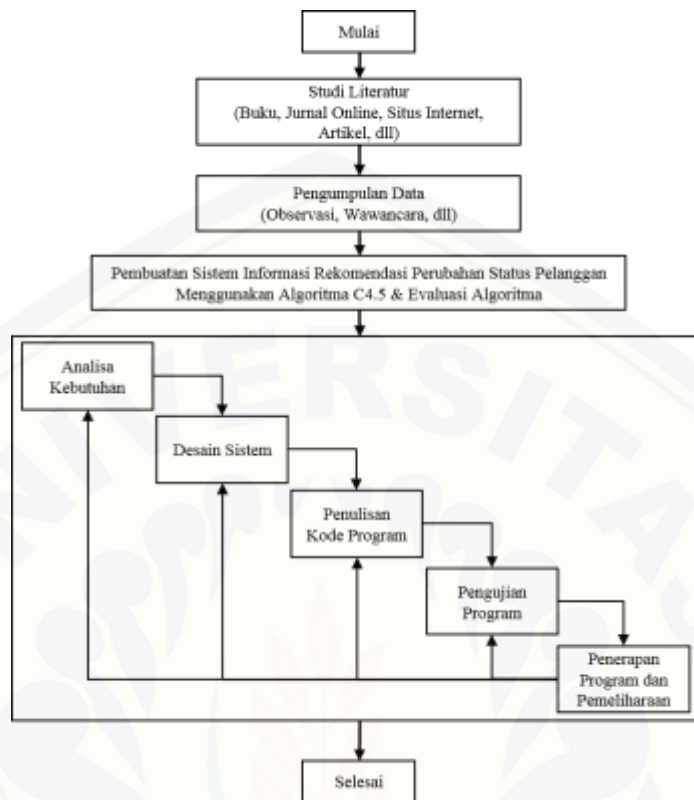 Mulai
Studi Literatur
(Buku, Jurnal Online, Situs Internet,
Artikel, dll)
Pengumpulan Data
(Observasi, Wawancara, dll)
Pembuatan Sistem Informasi Rekomendasi Perubahan Status Pelanggan
Menggunakan Algoritma C4.5 & Evaluasi Algoritma
Analisa
Kebutuhan
Desain Sistem
Penulisan
Kode Program
Pengujian
Program
Penerapan
Program dan
Pemeliharaan
Selesai
UNIVERSITAS